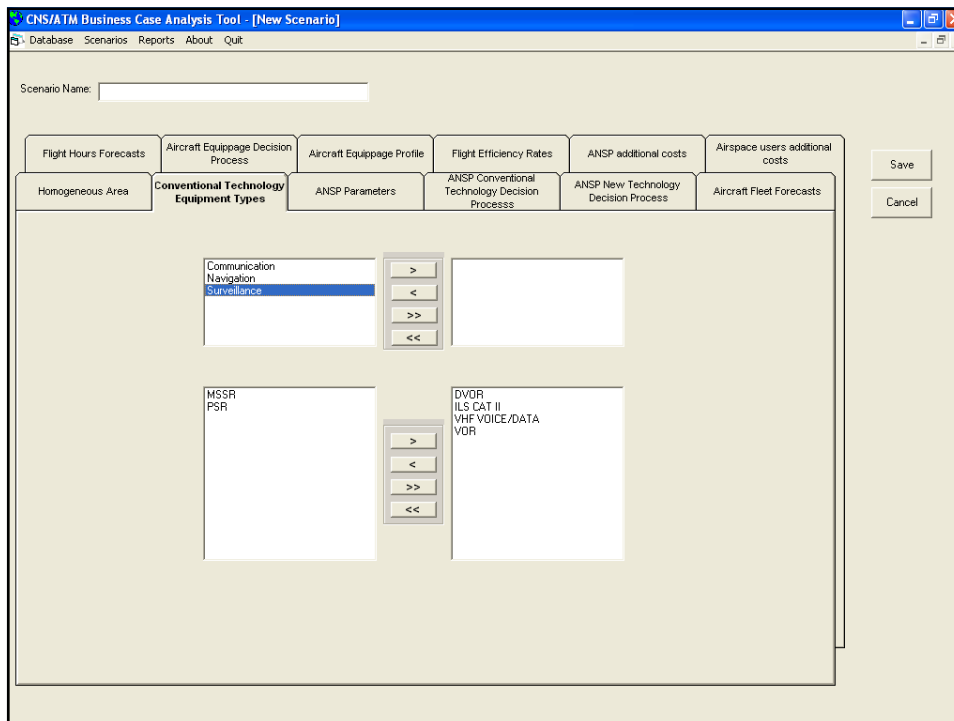 CNS/ATM Business Case Analysis Tool - [New Scenario]
Database Scenarios Reports About Quit
Scenario Name:
Flight Hours Forecasts
Aircraft Equippage Decision
Process
Aircraft Equippage Profile
Flight Efficiency Rates
ANSP additional costs
Airspace users additional
costs
Save
Homogeneous Area
Conventional Technology
Equipment Types
ANSP Parameters
ANSP Conventional
Technology Decision
Processs
ANSP New Technology
Decision Process
Aircraft Fleet Forecasts
Cancel
Communication
Navigation
Surveillance
>
<
>>
<<
MSSR
PSR
>
<
>>
<<
DVOR
ILS CAT II
VHF VOICE/DATA
VOR